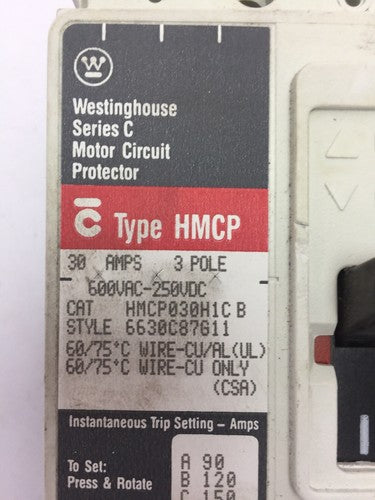 Westinghouse
Series C
Motor Circuit
Protector
C Type HMCP
30 AMPS 3 POLE
600VAC-250VDC
CAT HMCP030H1C B
STYLE 6630C87G11
60/75°C WIRE-CU/AL(UL)
60/75°C WIRE-CU ONLY
(CSA)
Instantaneous Trip Setting - Amps
To Set:
Press & Rotate
A 90
B 120
C 150